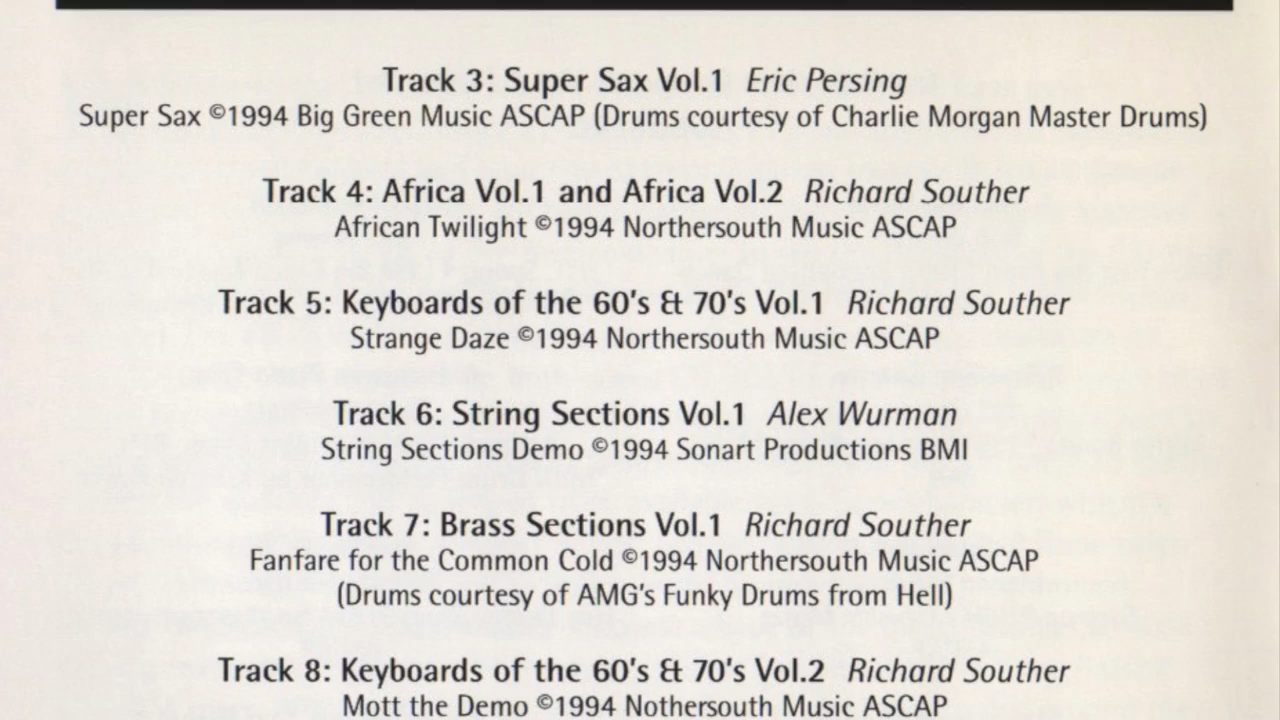 Track 3: Super Sax Vol.1 Eric Persing
Super Sax ©1994 Big Green Music ASCAP (Drums courtesy of Charlie Morgan Master Drums)
Track 4: Africa Vol.1 and Africa Vol.2 Richard Souther
African Twilight ©1994 Northersouth Music ASCAP
Track 5: Keyboards of the 60's & 70's Vol.1 Richard Souther
Strange Daze ©1994 Northersouth Music ASCAP
Track 6: String Sections Vol.1 Alex Wurman
String Sections Demo ©1994 Sonart Productions BMI
Track 7: Brass Sections Vol.1 Richard Souther
Fanfare for the Common Cold ©1994 Northersouth Music ASCAP
(Drums courtesy of AMG's Funky Drums from Hell)
Track 8: Keyboards of the 60's & 70's Vol.2 Richard Souther
Mott the Demo ©1994 Nothersouth Music ASCAP